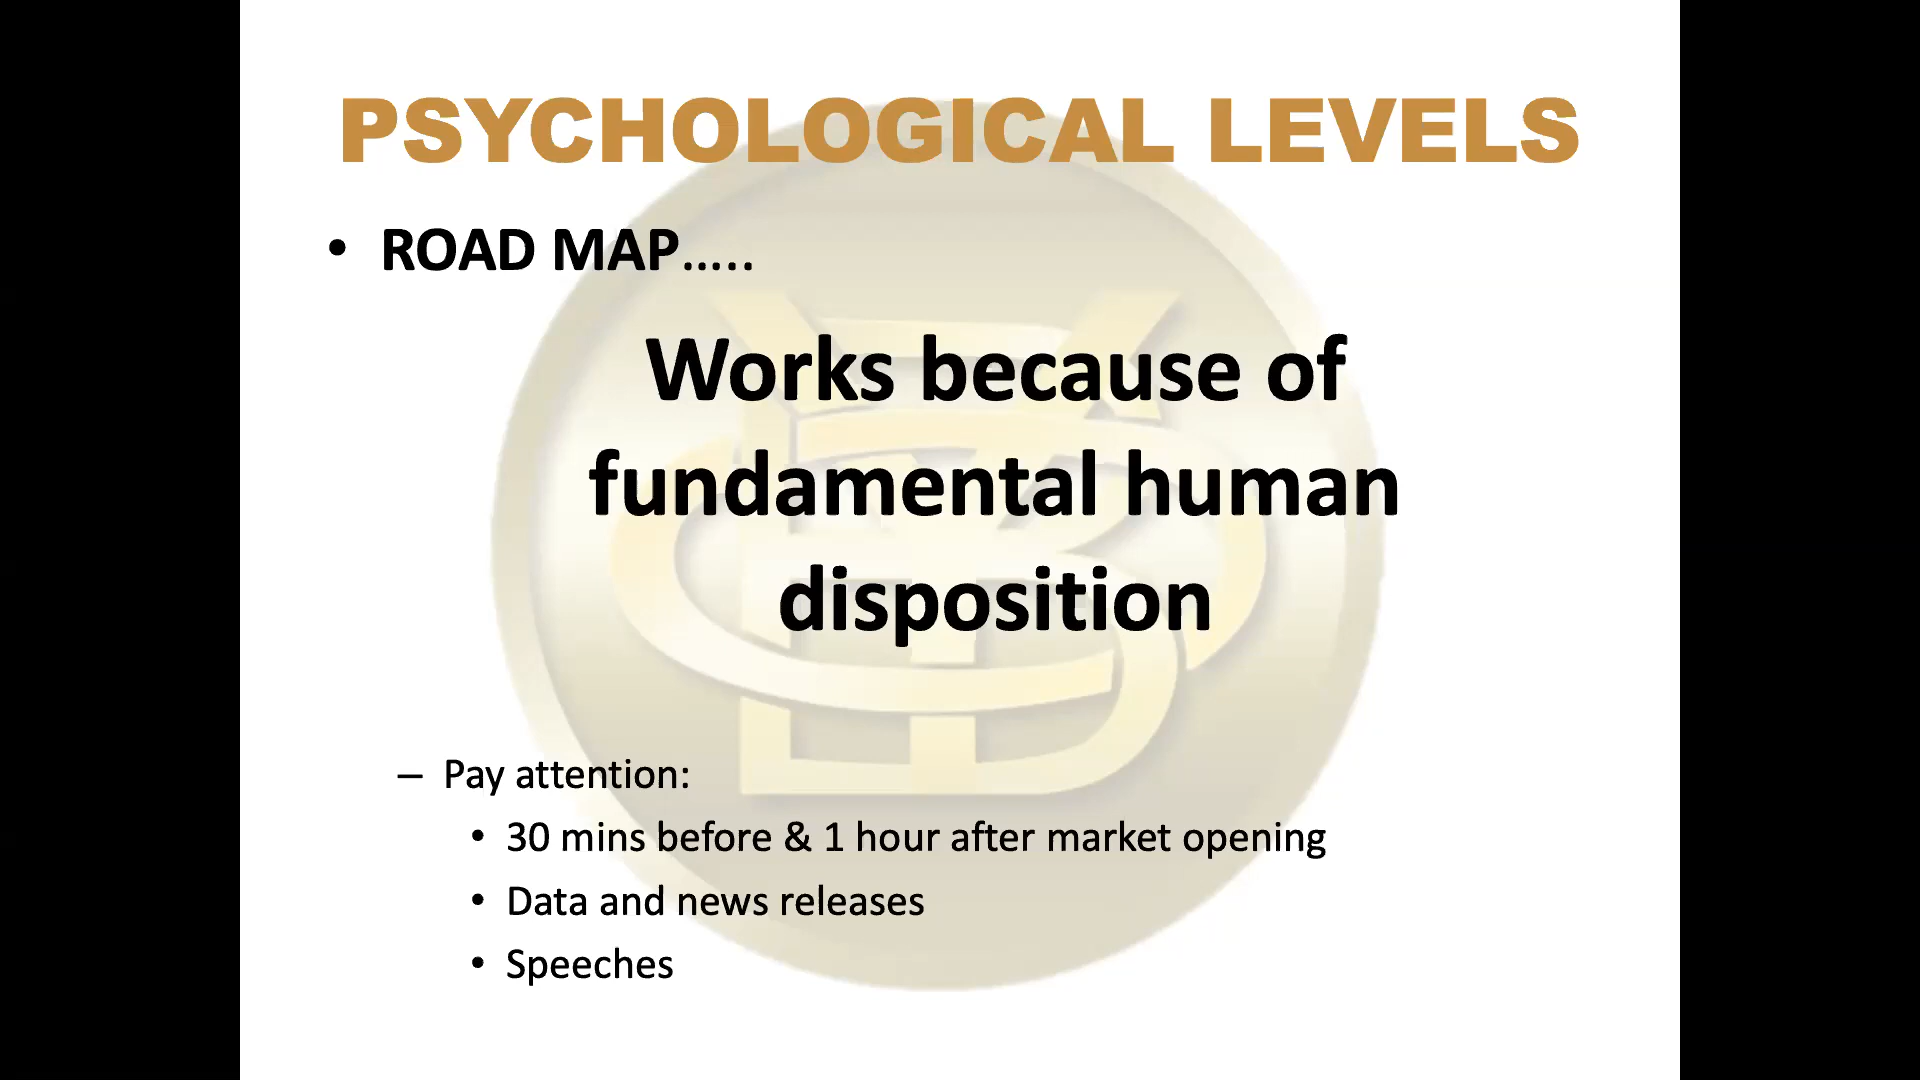 PSYCHOLOGICAL LEVELS
• ROAD MAP…..
Works because of
fundamental human
disposition
– Pay attention:
• 30 mins before & 1 hour after market opening
• Data and news releases
• Speeches